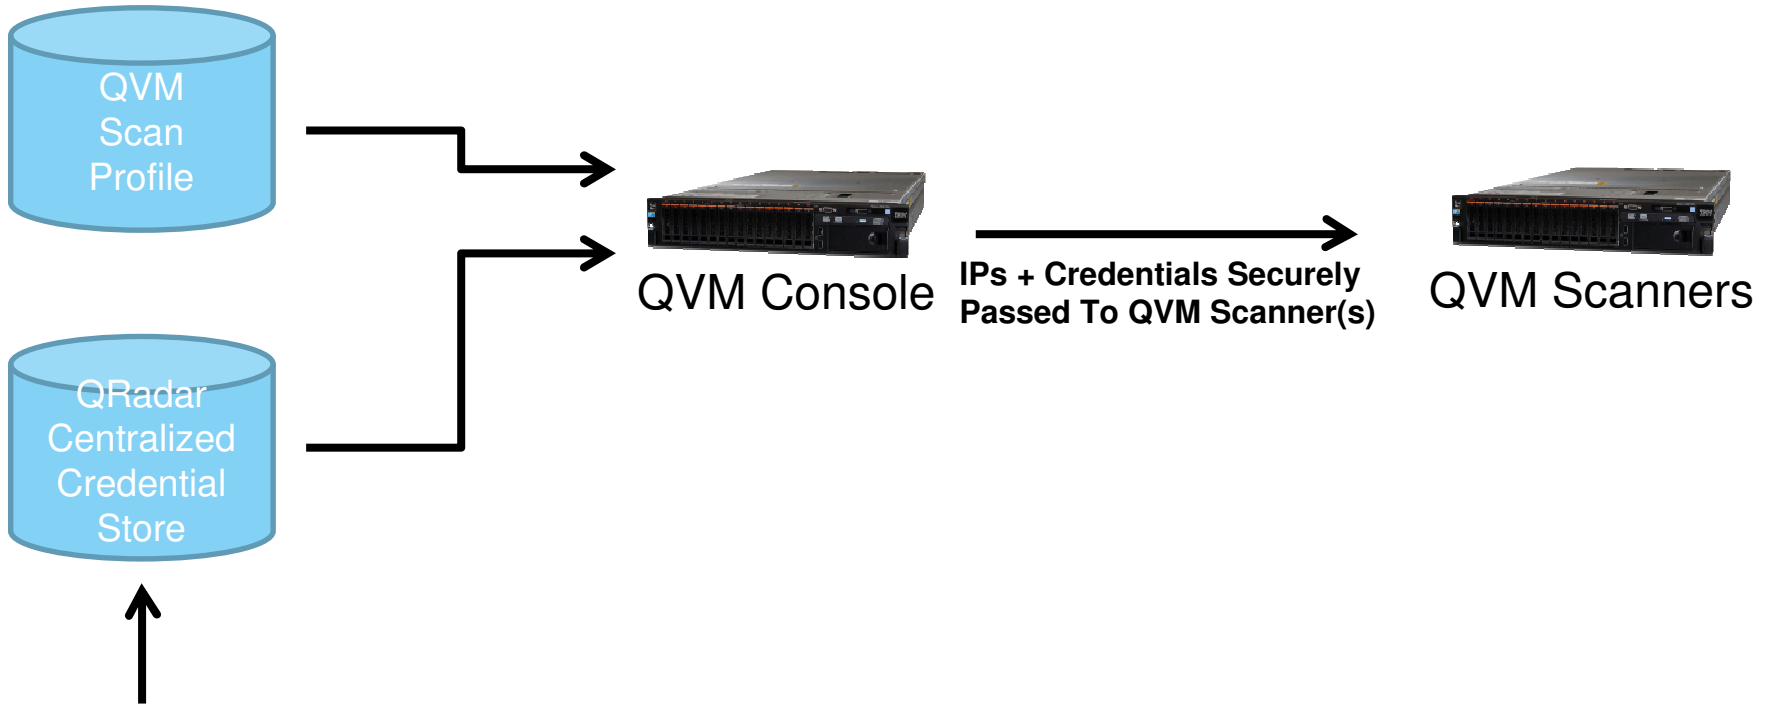 QVM
Scan
Profile
QVM Console
IPs + Credentials Securely
Passed To QVM Scanner(s)
QVM Scanners
QRadar
Centralized
Credential
Store